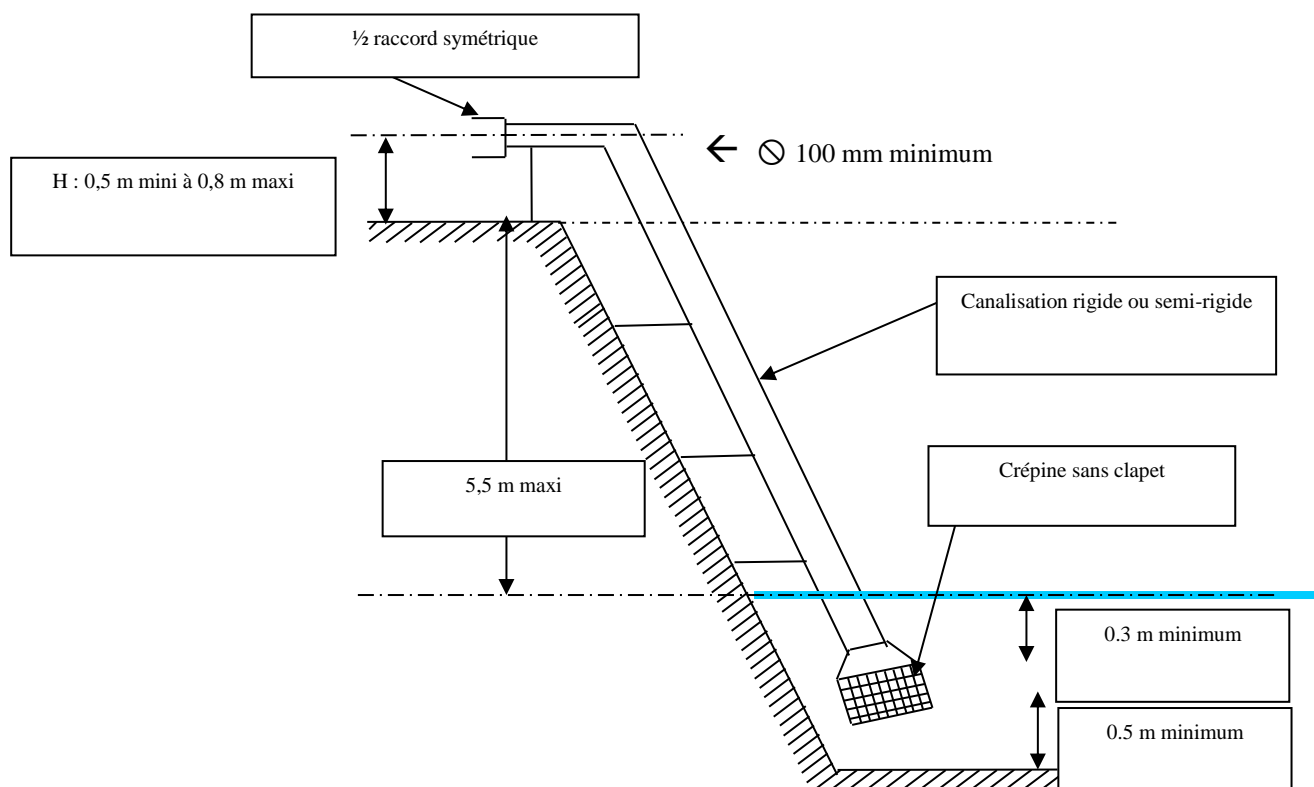 ½ raccord symétrique
⃠ 100 mm minimum
H : 0,5 m mini à 0,8 m maxi
Canalisation rigide ou semi-rigide
5,5 m maxi
Crépine sans clapet
0.3 m minimum
0.5 m minimum